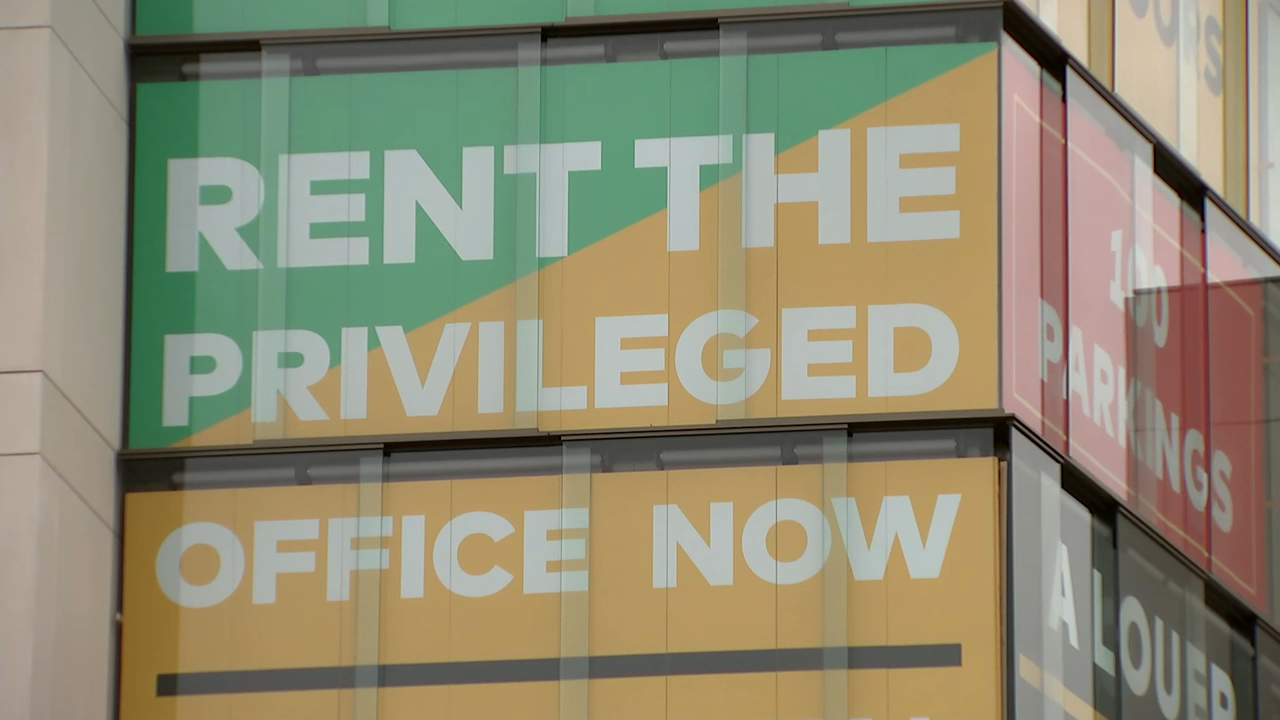 RENT THE
PRIVILEGED
OFFICE NOW
100
PARKINGS
A LOUER